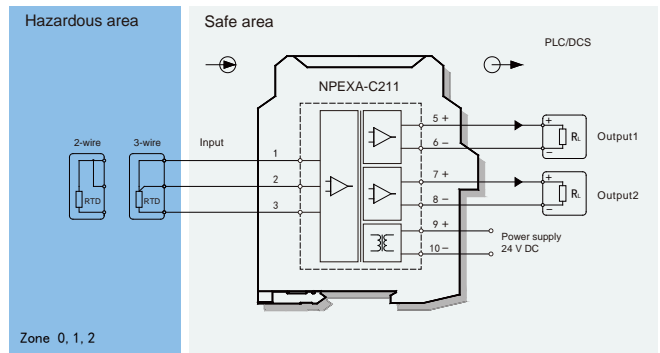 Hazardous area
Safe area
PLC/DCS
NPEXA-C211
2-wire
3-wire
Input
RTD
RTD
1
2
3
5 +
6 −
7 +
8 −
9 +
10 −
+
RL
−
Output1
+
RL
−
Output2
Power supply
24 V DC
Zone 0, 1, 2